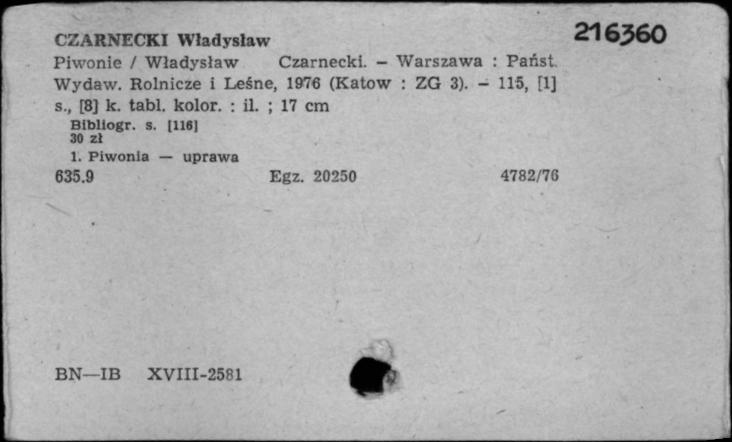 216360
CZARNECKI Władysław
Piwonie / Władysław Czarnecki. – Warszawa : Państ.
Wydaw. Rolnicze i Leśne, 1976 (Katow : ZG 3). – 115, [1]
s., [8] k. tabl. kolor. : il. ; 17 cm
Bibliogr. s. [116]
30 zł
1. Piwonia — uprawa
635.9 Egz. 20250 4782/76
BN—IB XVIII-2581